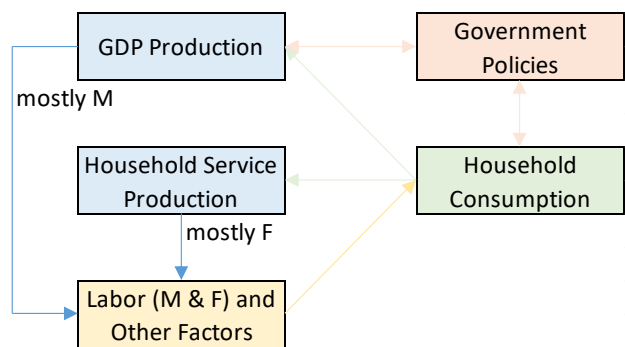 GDP Production
Government
Policies
mostly M
Household Service
Production
Household
Consumption
mostly F
Labor (M & F) and
Other Factors